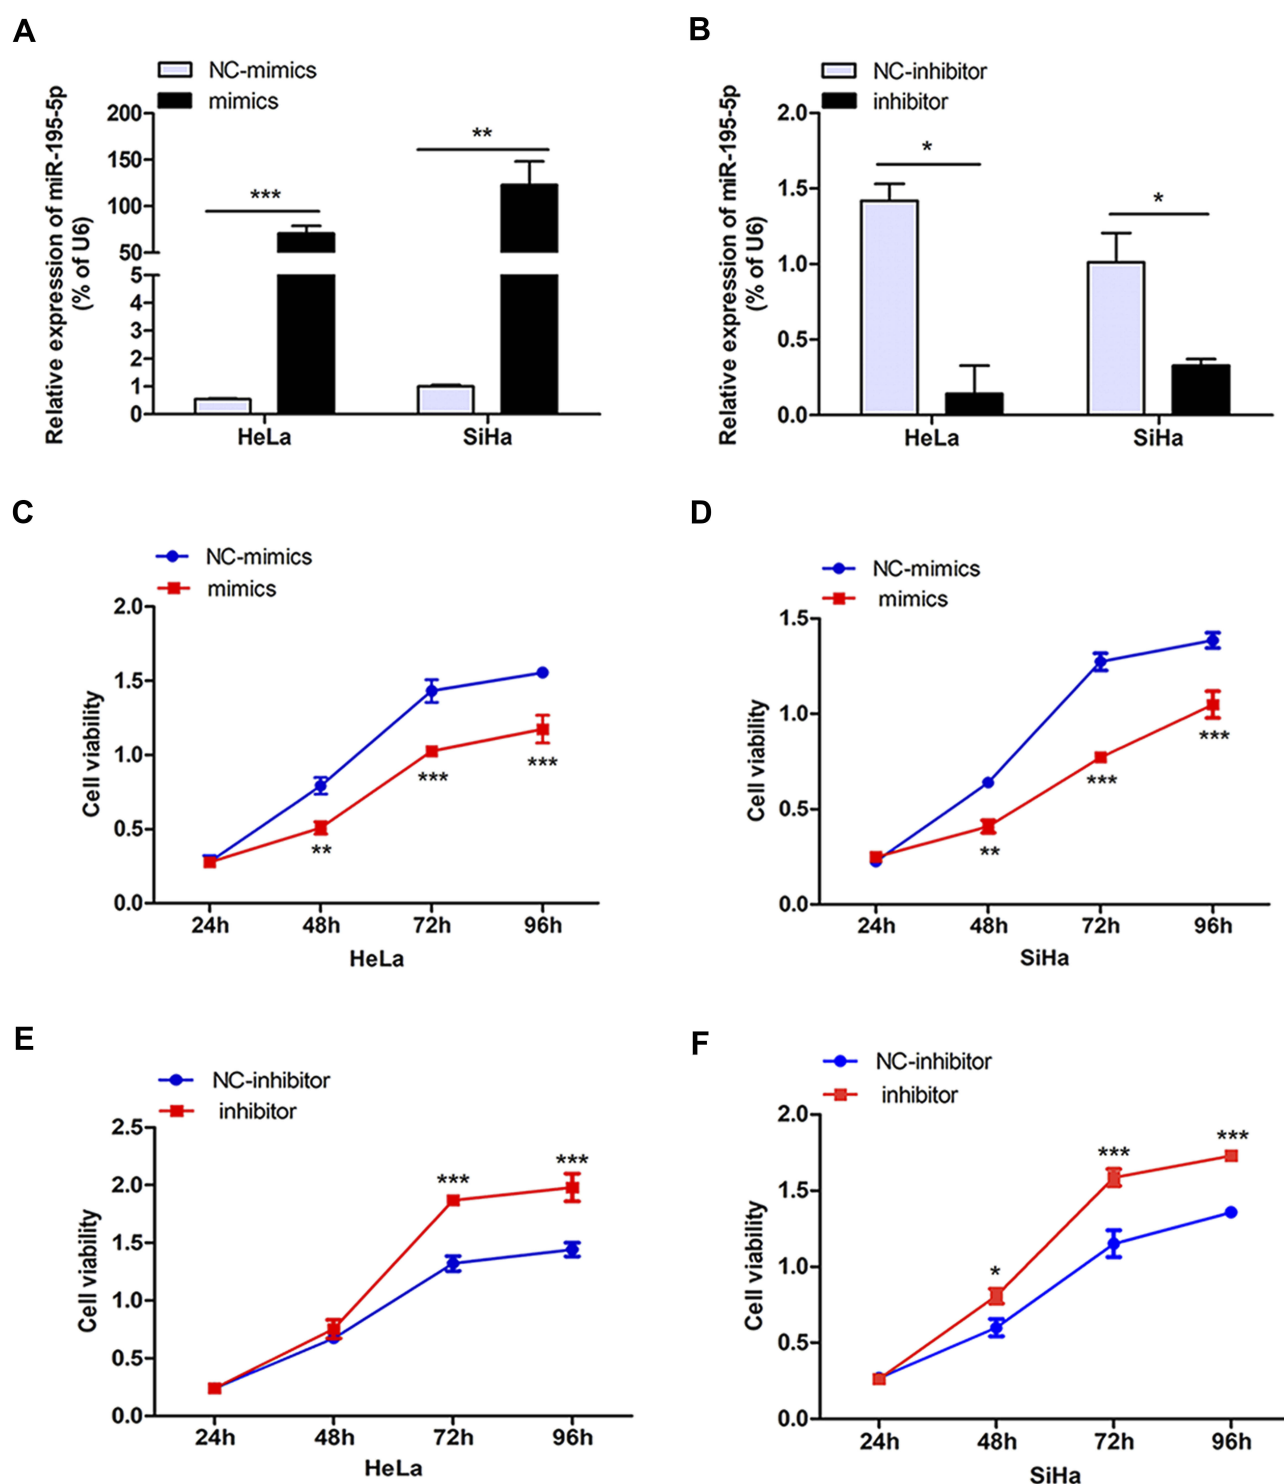 A
NC-mimics
mimics
Relative expression of miR-195-5p
(% of U6)
200
150
100
50
5
4
3
2
1
0
***
**
HeLa
SiHa
B
NC-inhibitor
inhibitor
Relative expression of miR-195-5p
(% of U6)
2.0
1.5
1.0
0.5
0.0
*
*
HeLa
SiHa
C
NC-mimics
mimics
Cell viability
2.0
1.5
1.0
0.5
0.0
**
***
***
24h 48h 72h 96h
HeLa
D
NC-mimics
mimics
Cell viability
1.5
1.0
0.5
0.0
**
***
***
24h 48h 72h 96h
SiHa
E
NC-inhibitor
inhibitor
Cell viability
2.5
2.0
1.5
1.0
0.5
0.0
***
***
24h 48h 72h 96h
HeLa
F
NC-inhibitor
inhibitor
Cell viability
2.0
1.5
1.0
0.5
0.0
*
***
***
24h 48h 72h 96h
SiHa